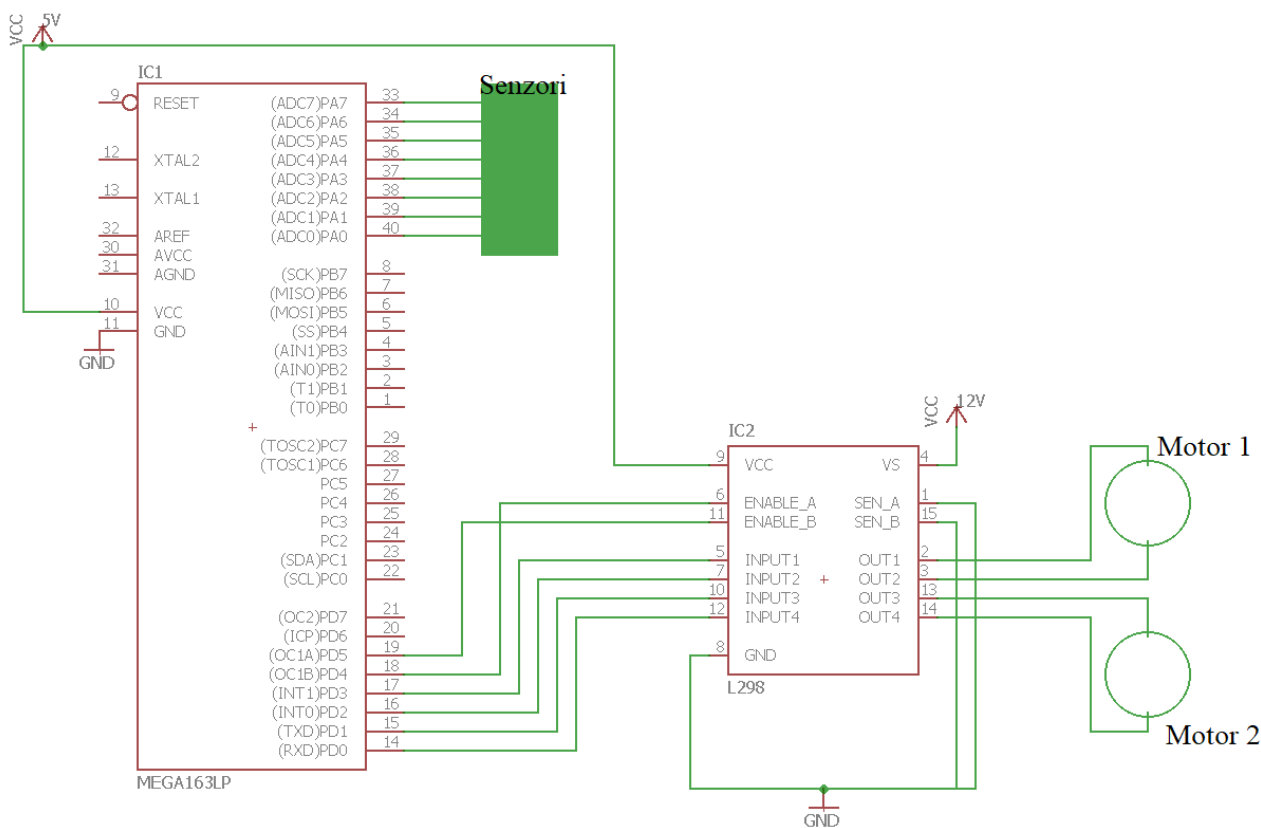 VCC
5V
IC1
9 RESET
12 XTAL2
13 XTAL1
32 AREF
30 AVCC
31 AGND
10 VCC
11 GND
GND
(ADC7)PA7 33
(ADC6)PA6 34
(ADC5)PA5 35
(ADC4)PA4 36
(ADC3)PA3 37
(ADC2)PA2 38
(ADC1)PA1 39
(ADC0)PA0 40
(SCK)PB7 8
(MISO)PB6 7
(MOSI)PB5 6
(SS)PB4 5
(AIN1)PB3 4
(AIN0)PB2 3
(T1)PB1 2
(T0)PB0 1
(TOSC2)PC7 29
(TOSC1)PC6 28
PC5 27
PC4 26
PC3 25
PC2 24
(SDA)PC1 23
(SCL)PC0 22
(OC2)PD7 21
(ICP)PD6 20
(OC1A)PD5 19
(OC1B)PD4 18
(INT1)PD3 17
(INT0)PD2 16
(TXD)PD1 15
(RXD)PD0 14
MEGA163LP
Senzori
IC2
VCC
12V
9 VCC
6 ENABLE_A
11 ENABLE_B
5 INPUT1
7 INPUT2
10 INPUT3
12 INPUT4
8 GND
VS 4
SEN_A 1
SEN_B 15
OUT1 2
OUT2 3
OUT3 13
OUT4 14
L298
GND
Motor 1
Motor 2